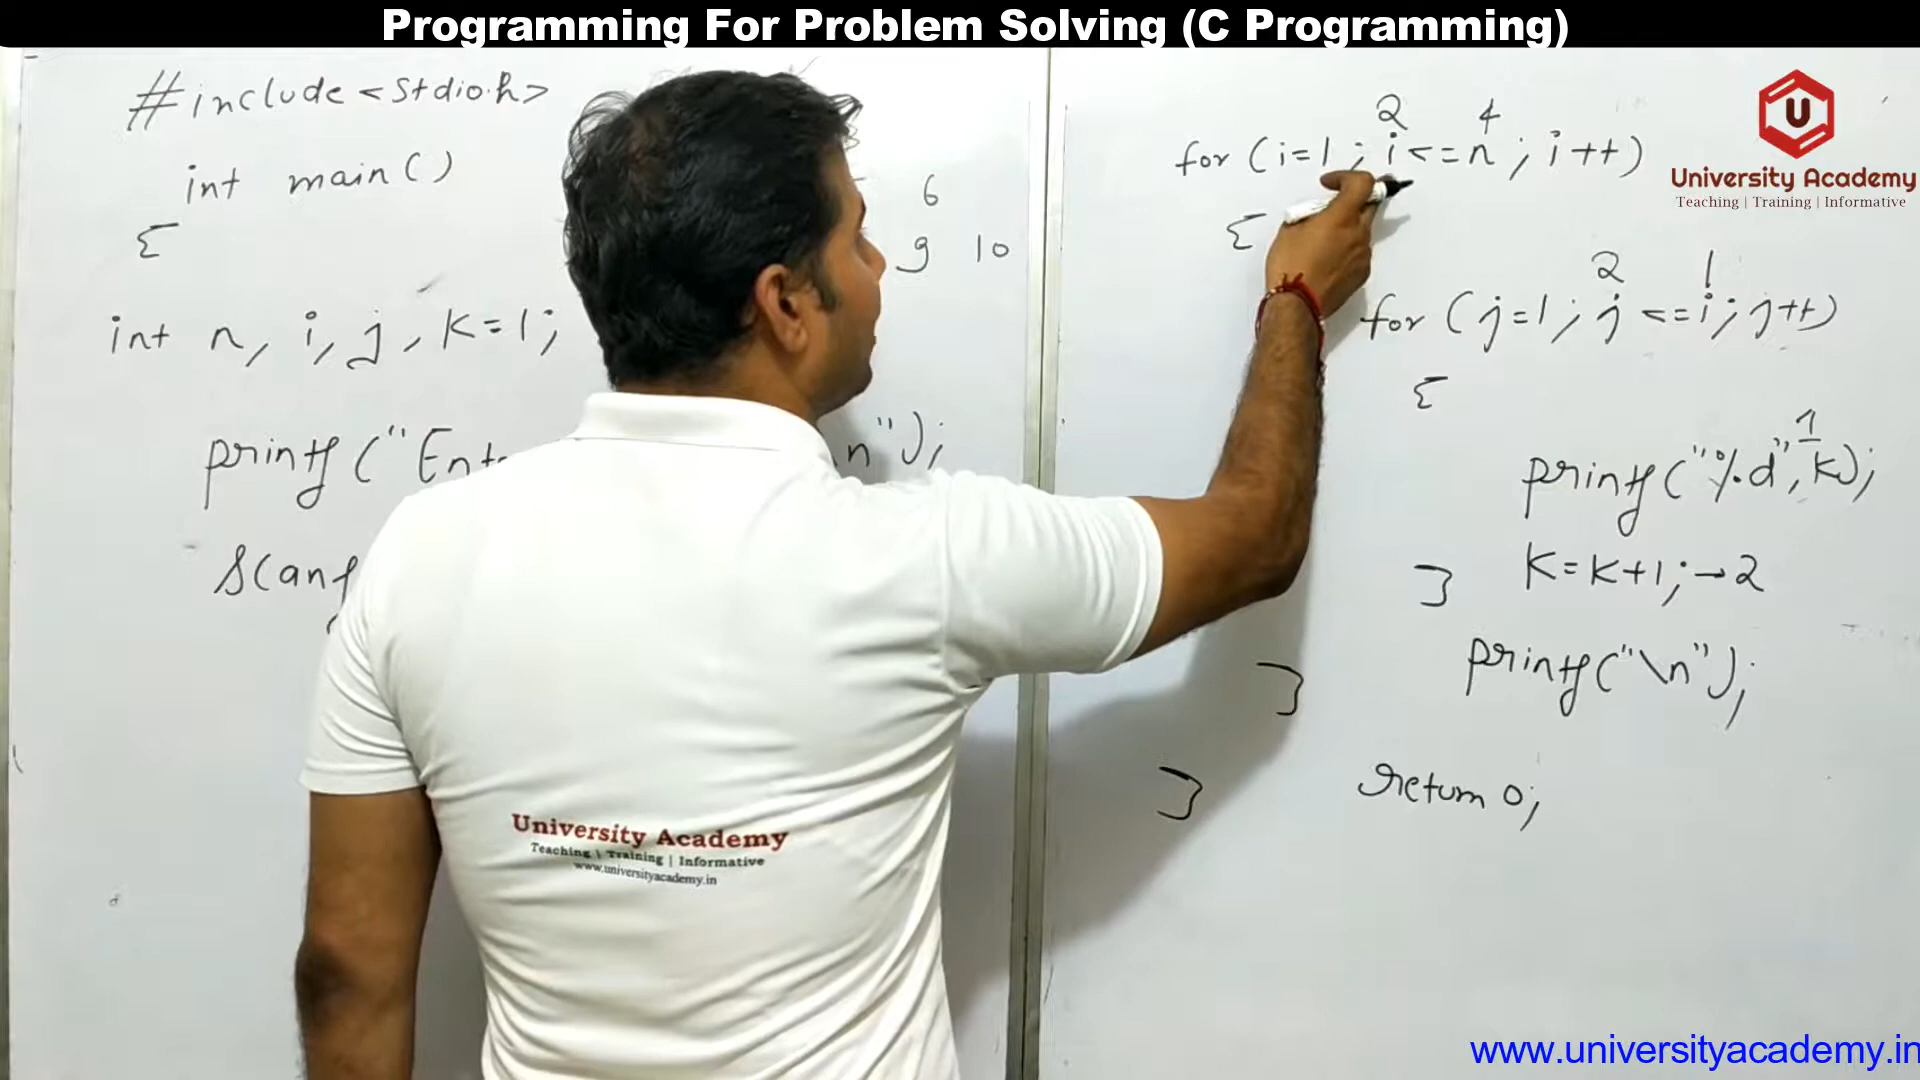 Programming For Problem Solving (C Programming)
#include <Stdio.h>
int main()
{
int n, i, j, K=1;
printf("Ent
n");
Scanf
6
9 10
2 4
for (i=1; i<=n; i++)
{
2 1
for (j=1; j<=i; j++)
{
1
printf("%d", k);
K=K+1; →2
}
printf("\n");
}
return 0;
}
U
University Academy
Teaching | Training | Informative
University Academy
Teaching | Training | Informative
www.universityacademy.in
www.universityacademy.in